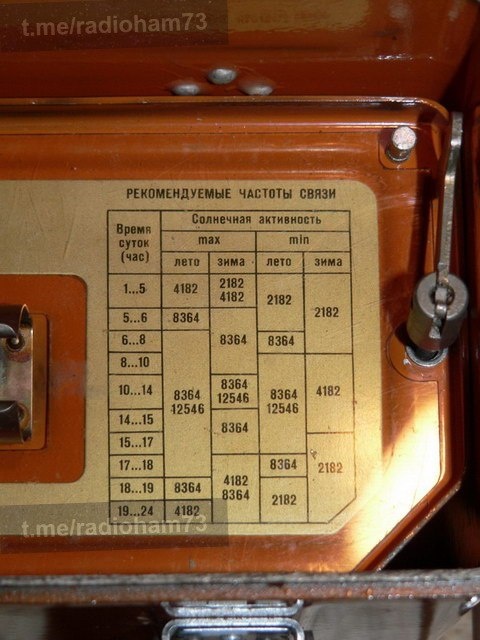 t.me/radioham73
РЕКОМЕНДУЕМЫЕ ЧАСТОТЫ СВЯЗИ
Время суток (час) Солнечная активность
max min
лето зима лето зима
1...5 4182 2182 4182 2182 2182
5...6 8364 8364
6...8 8364 12546 8364
8...10 8364 12546 4182
10...14 8364 12546
14...15 8364
15...17 2182
17...18 4182 8364 8364
18...19 8364 2182
19...24 4182
t.me/radioham73